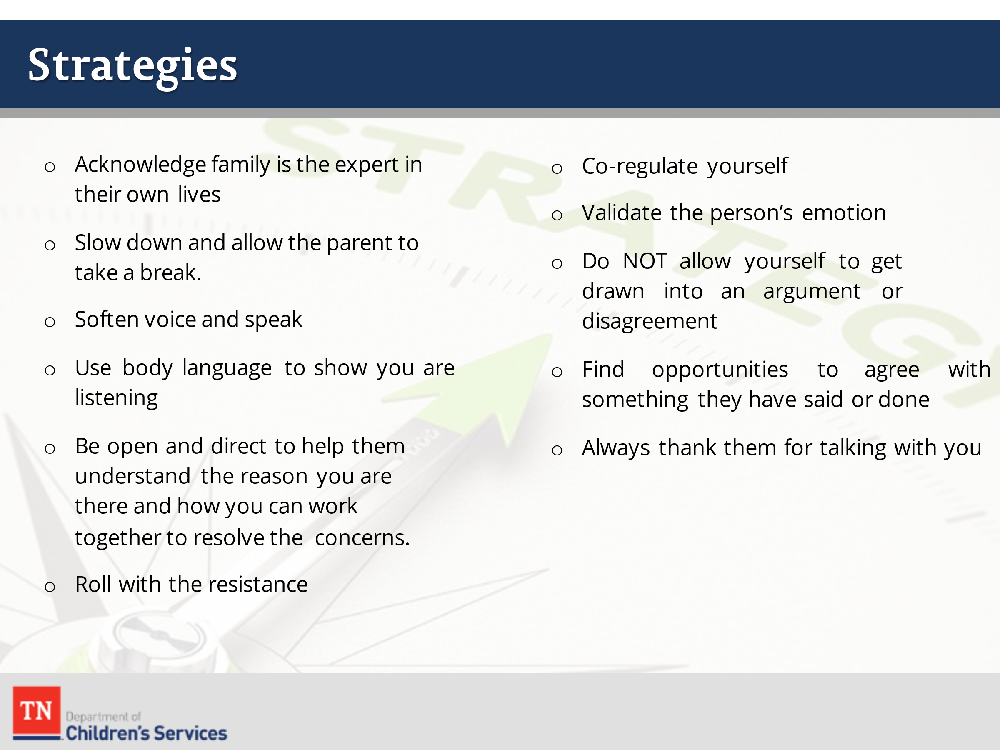 Strategies
○ Acknowledge family is the expert in
their own lives
○ Slow down and allow the parent to
take a break.
○ Soften voice and speak
○ Use body language to show you are
listening
○ Be open and direct to help them
understand the reason you are
there and how you can work
together to resolve the concerns.
○ Roll with the resistance
○ Co-regulate yourself
○ Validate the person’s emotion
○ Do NOT allow yourself to get
drawn into an argument or
disagreement
○ Find opportunities to agree with
something they have said or done
○ Always thank them for talking with you
STRATEGY
TN
Department of
Children's Services